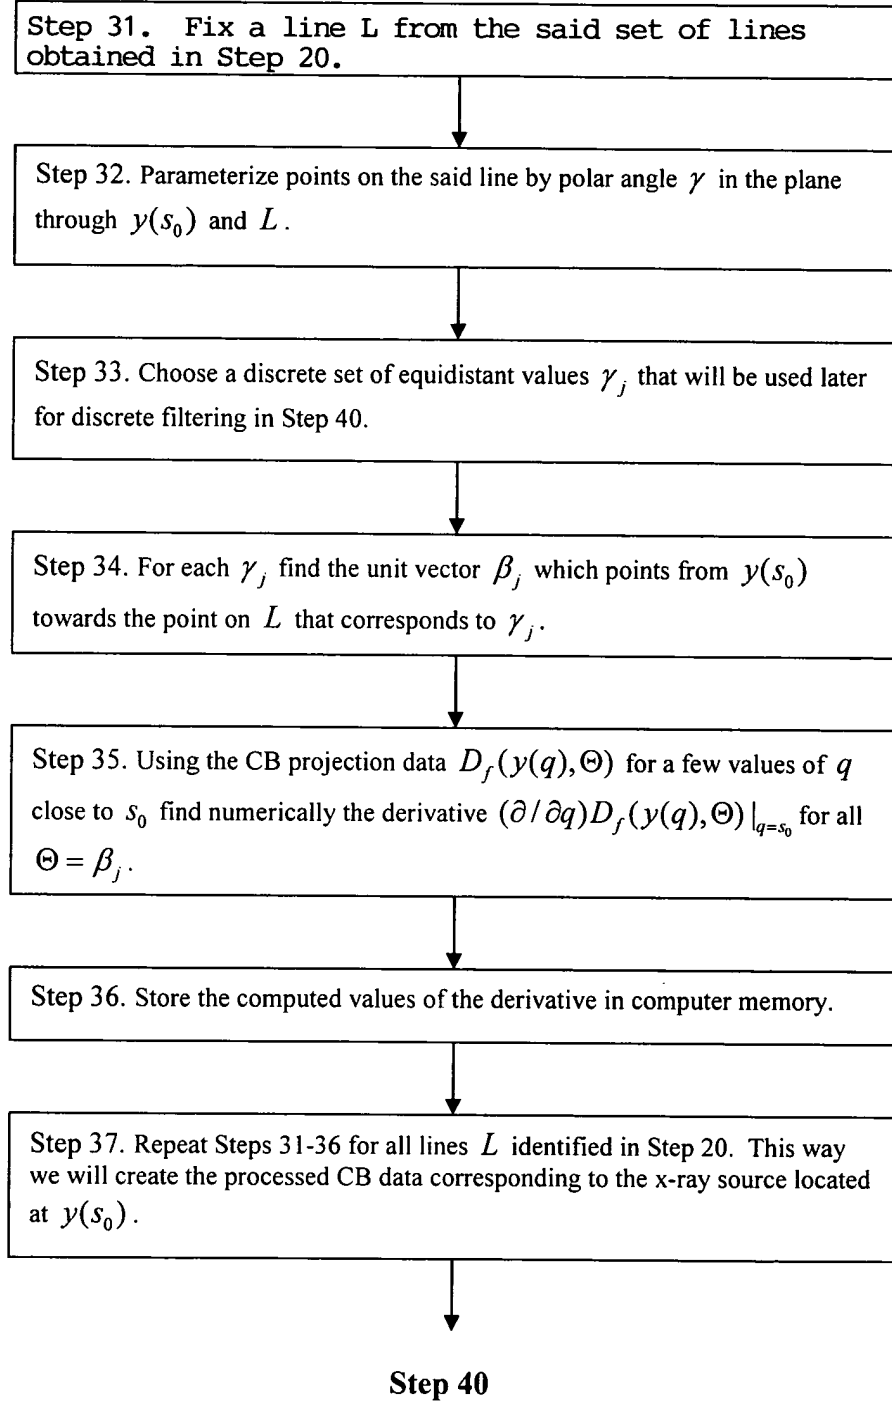 Step 31. Fix a line L from the said set of lines
obtained in Step 20.
Step 32. Parameterize points on the said line by polar angle γ in the plane
through y(s₀) and L.
Step 33. Choose a discrete set of equidistant values γⱼ that will be used later
for discrete filtering in Step 40.
Step 34. For each γⱼ find the unit vector βⱼ which points from y(s₀)
towards the point on L that corresponds to γⱼ.
Step 35. Using the CB projection data D_f(y(q),Θ) for a few values of q
close to s₀ find numerically the derivative (∂/∂q)D_f(y(q),Θ)|_{q=s₀} for all
Θ = βⱼ.
Step 36. Store the computed values of the derivative in computer memory.
Step 37. Repeat Steps 31-36 for all lines L identified in Step 20. This way
we will create the processed CB data corresponding to the x-ray source located
at y(s₀).
Step 40